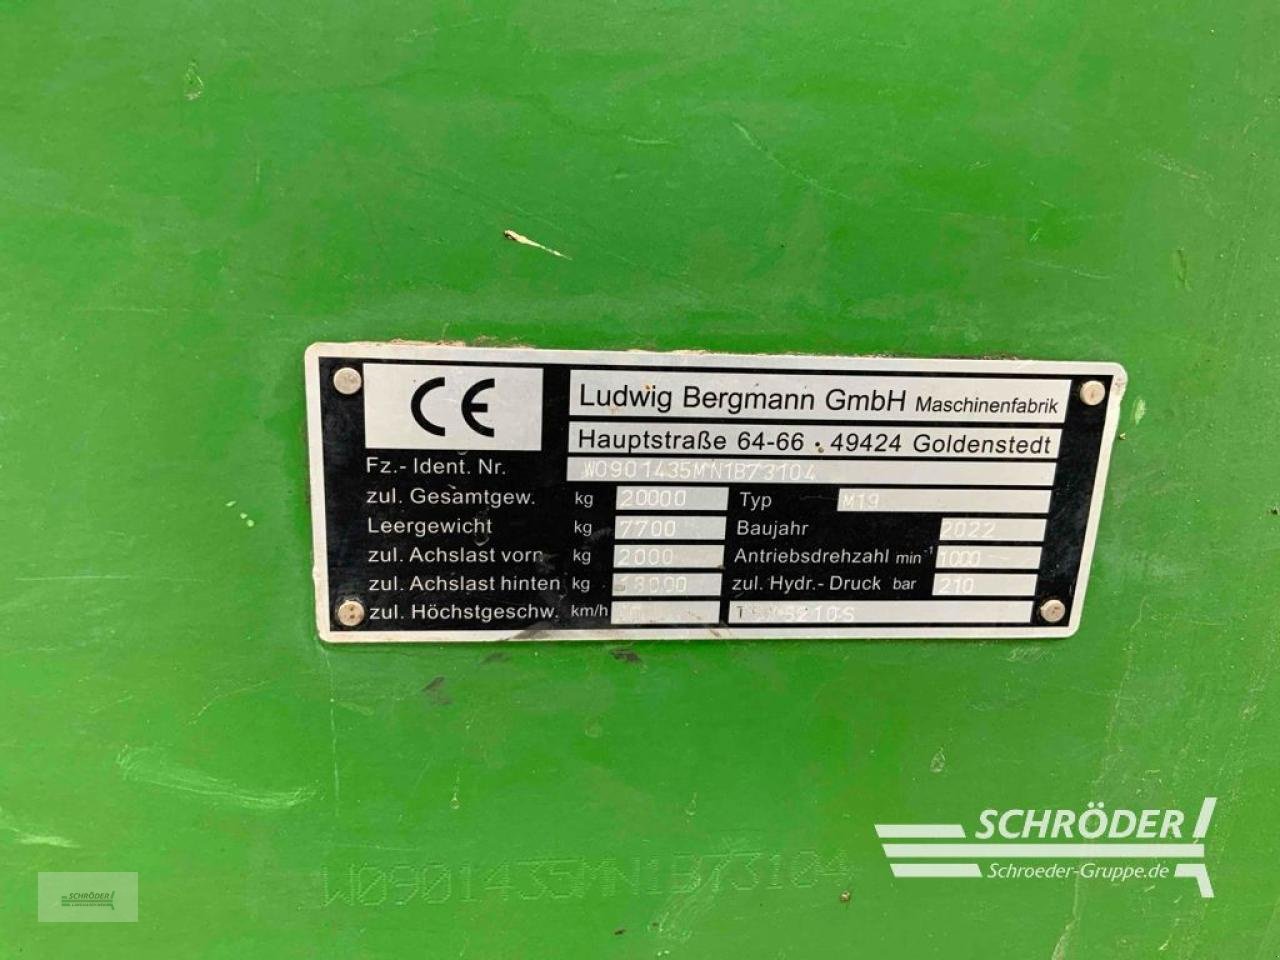 CE
Ludwig Bergmann GmbH Maschinenfabrik
Hauptstraße 64-66 · 49424 Goldenstedt
Fz.- Ident. Nr. W0901435MN1B73104
zul. Gesamtgew. kg 20000 Typ M19
Leergewicht kg 7700 Baujahr 2022
zul. Achslast vorn kg 2000 Antriebsdrehzahl min⁻¹ 1000
zul. Achslast hinten kg 18000 zul. Hydr.- Druck bar 210
zul. Höchstgeschw. km/h
SCHRÖDER
Schroeder-Gruppe.de
SCHRÖDER